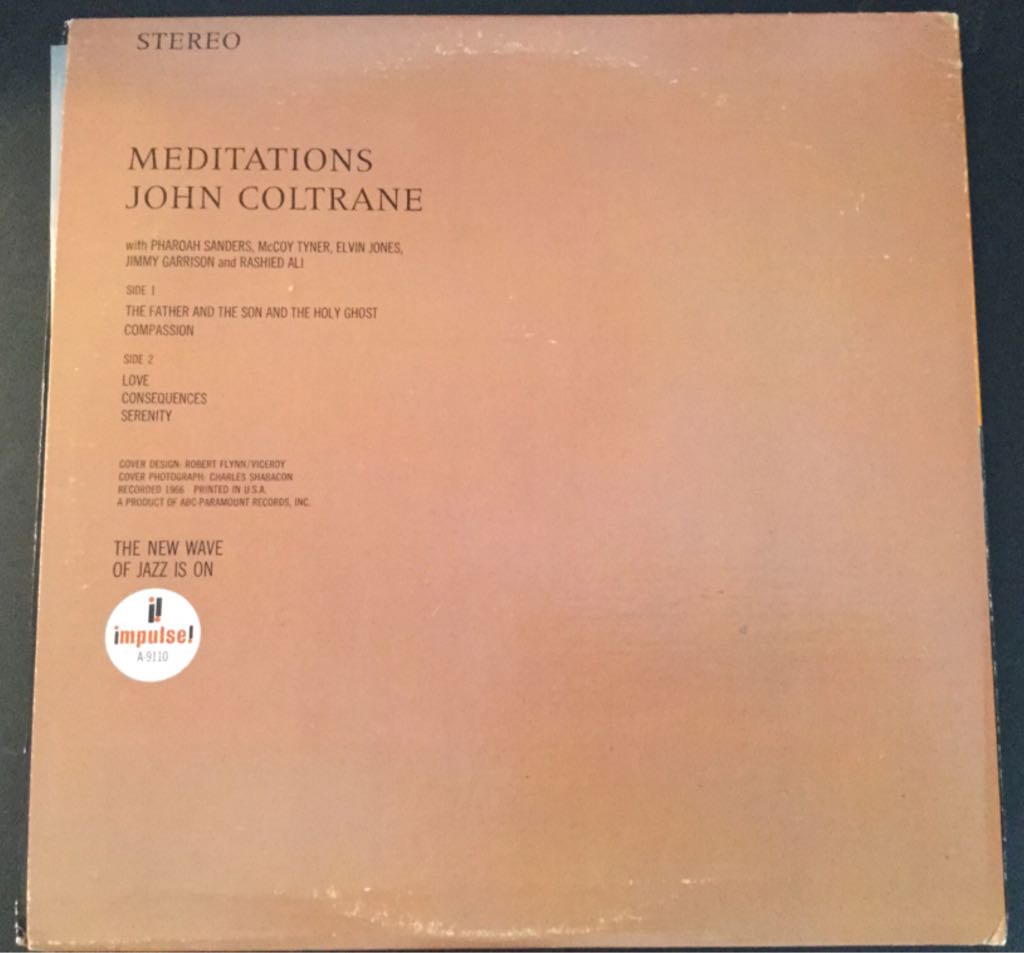 STEREO
MEDITATIONS
JOHN COLTRANE
with PHAROAH SANDERS, McCOY TYNER, ELVIN JONES,
JIMMY GARRISON and RASHIED ALI
SIDE 1
THE FATHER AND THE SON AND THE HOLY GHOST
COMPASSION
SIDE 2
LOVE
CONSEQUENCES
SERENITY
COVER DESIGN: ROBERT FLYNN/VICEROY
COVER PHOTOGRAPH: CHARLES SHABACON
RECORDED 1966 PRINTED IN U.S.A.
A PRODUCT OF ABC-PARAMOUNT RECORDS, INC.
THE NEW WAVE
OF JAZZ IS ON
i!
impulse!
A-9110